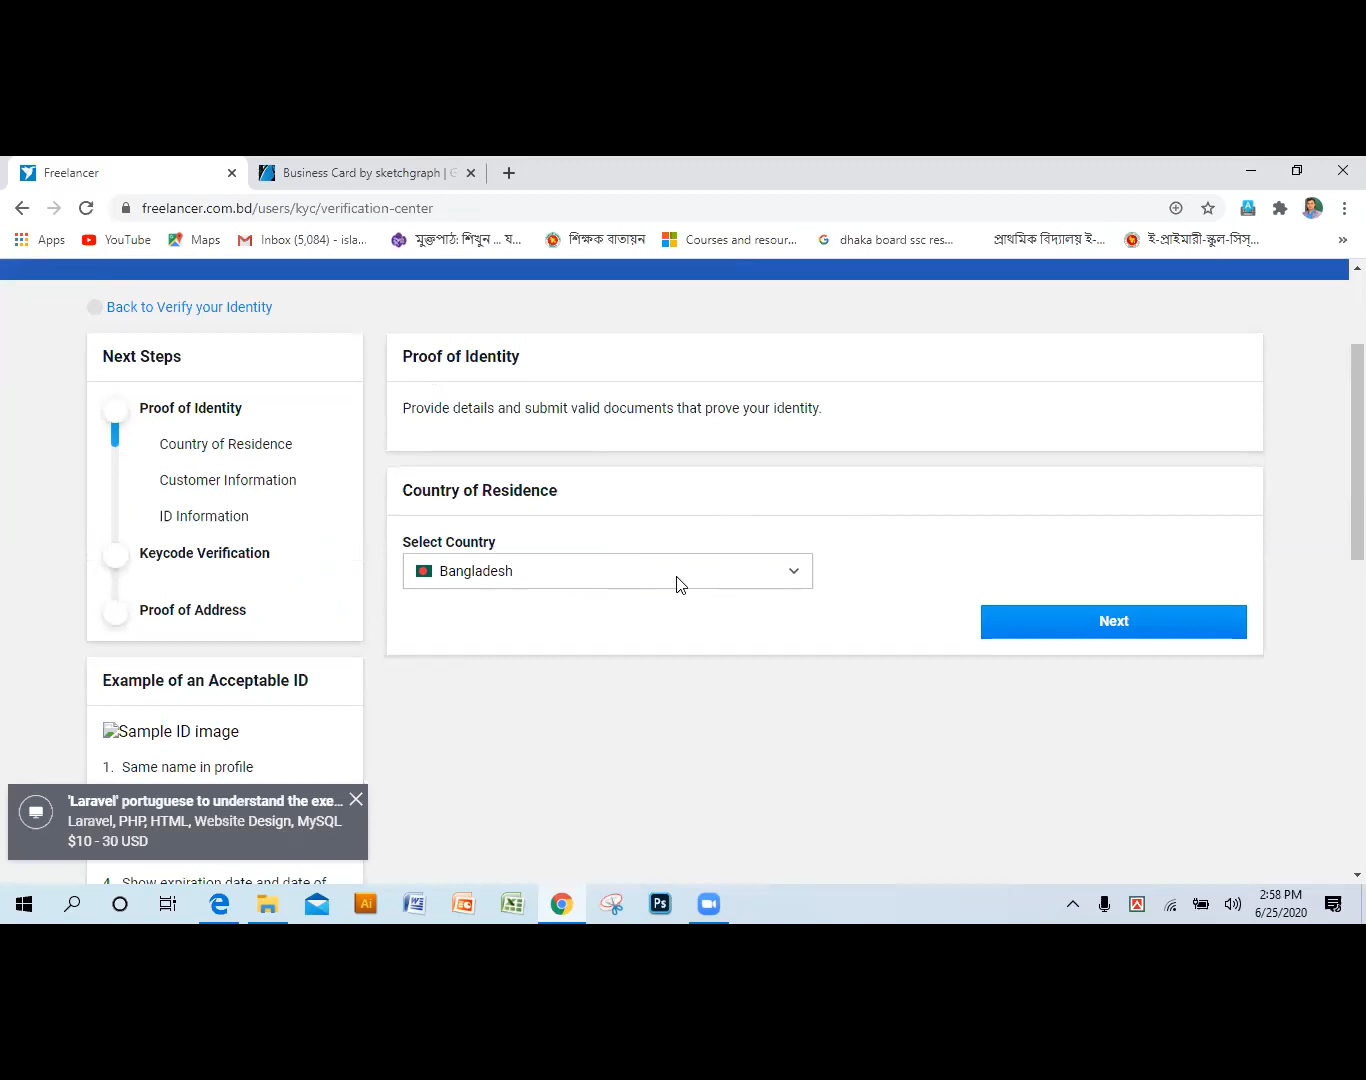 Freelancer
Business Card by sketchgraph | G
freelancer.com.bd/users/kyc/verification-center
Apps
YouTube
Maps
Inbox (5,084) - isla...
মুক্তপাঠ: শিখুন ... য...
শিক্ষক বাতায়ন
Courses and resour...
dhaka board ssc res...
প্রাথমিক বিদ্যালয় ই-...
ই-প্রাইমারী-স্কুল-সিস্...
»
Back to Verify your Identity
Next Steps
Proof of Identity
Country of Residence
Customer Information
ID Information
Keycode Verification
Proof of Address
Proof of Identity
Provide details and submit valid documents that prove your identity.
Country of Residence
Select Country
Bangladesh
Next
Example of an Acceptable ID
Sample ID image
1. Same name in profile
'Laravel' portuguese to understand the exe...
Laravel, PHP, HTML, Website Design, MySQL
$10 - 30 USD
4. Show expiration date and date of
Ai
Ps
2:58 PM
6/25/2020